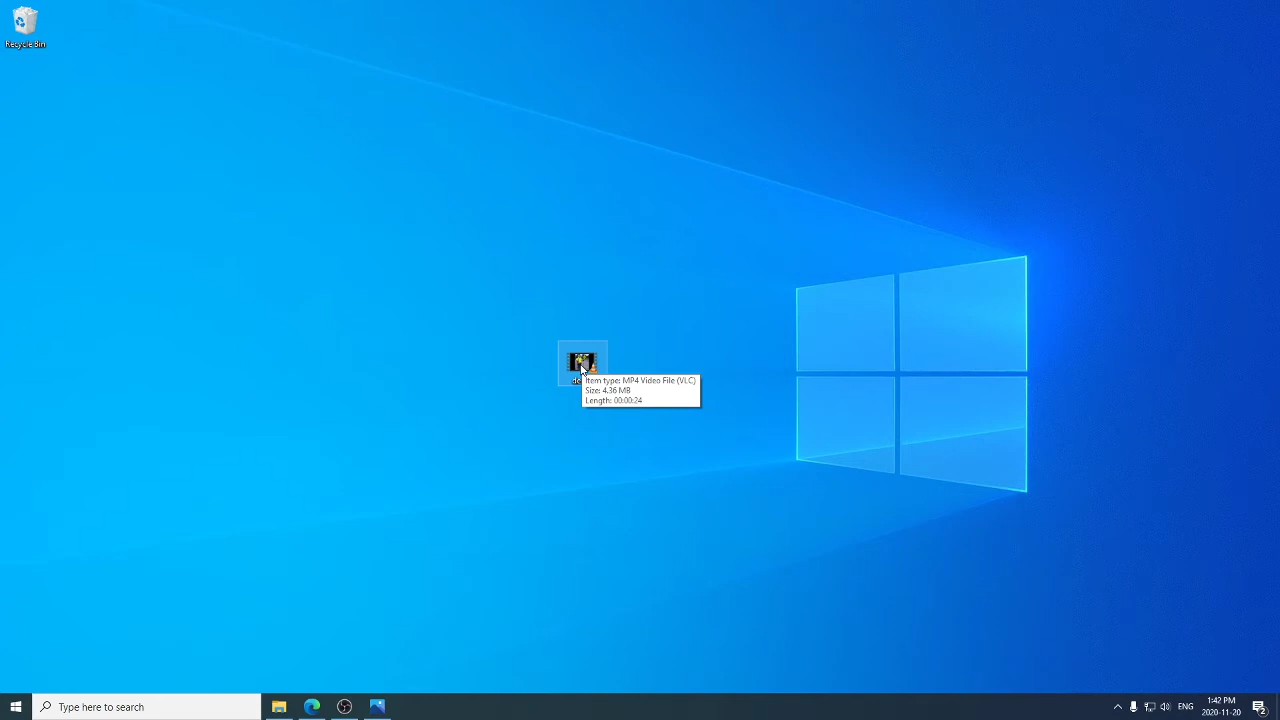 Recycle Bin
Item type: MP4 Video File (VLC)
Size: 4.36 MB
Length: 00:00:24
Type here to search
ENG
1:42 PM
2020-11-20
2